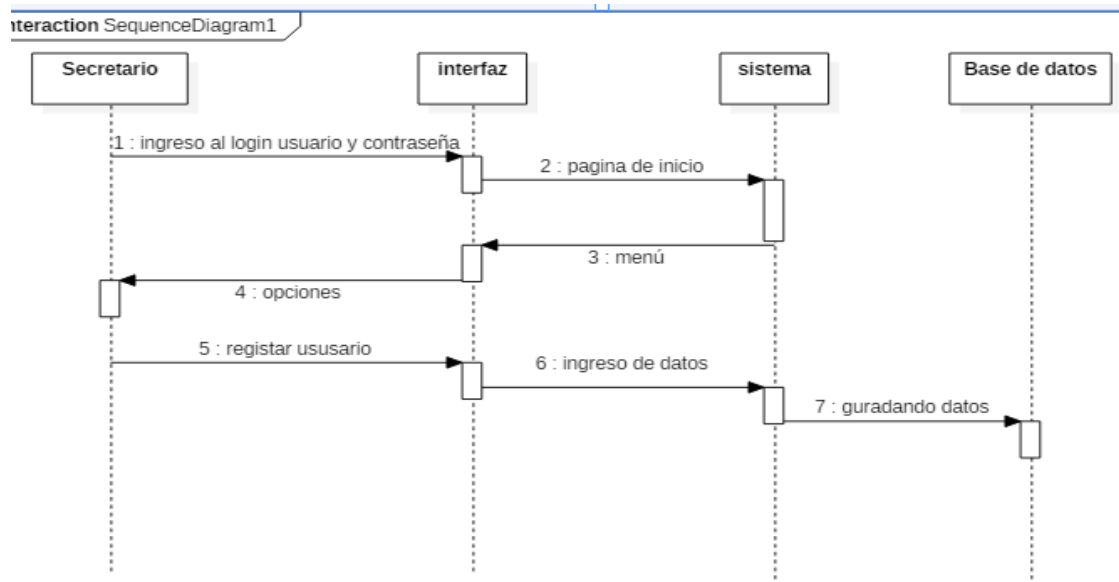 nteraction SequenceDiagram1
Secretario
interfaz
sistema
Base de datos
1 : ingreso al login usuario y contraseña
2 : pagina de inicio
3 : menú
4 : opciones
5 : registar ususario
6 : ingreso de datos
7 : guradando datos